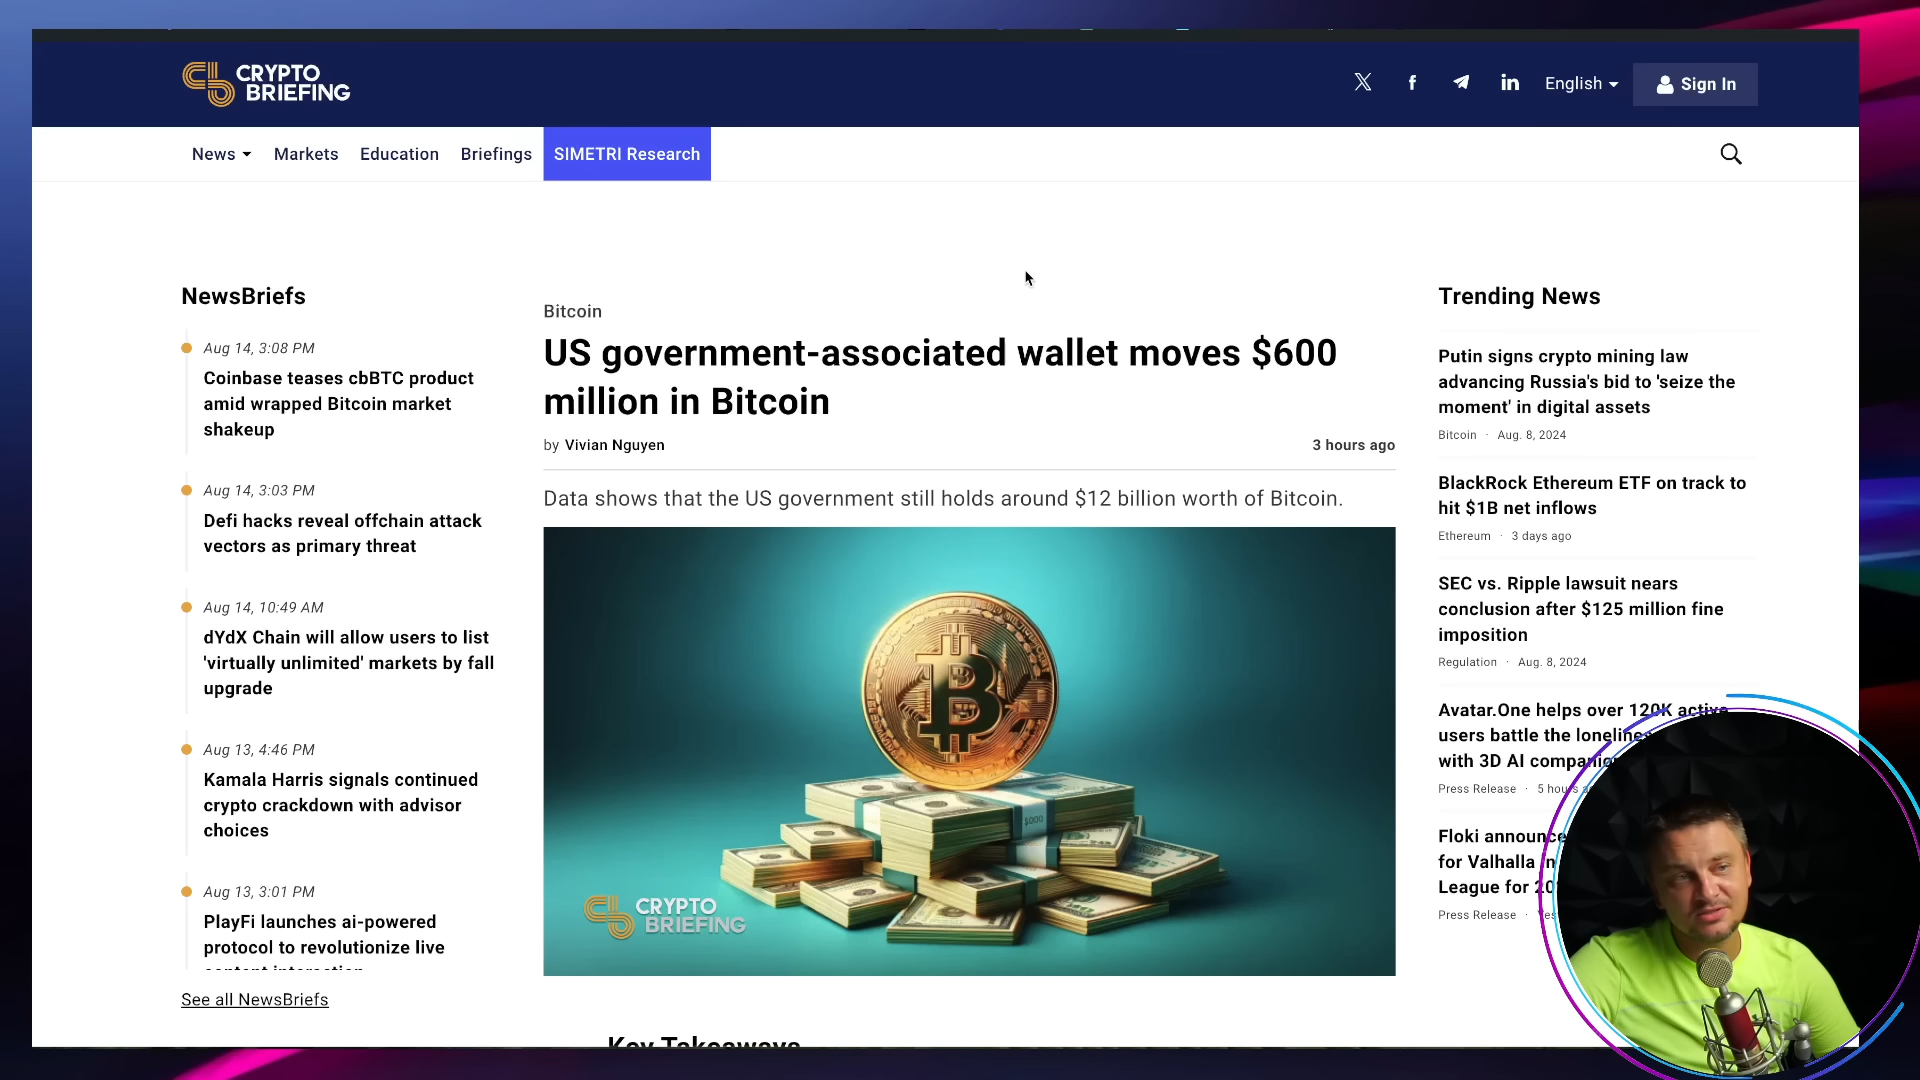 CRYPTO
BRIEFING
English
Sign In
News
Markets
Education
Briefings
SIMETRI Research
NewsBriefs
Aug 14, 3:08 PM
Coinbase teases cbBTC product
amid wrapped Bitcoin market
shakeup
Aug 14, 3:03 PM
Defi hacks reveal offchain attack
vectors as primary threat
Aug 14, 10:49 AM
dYdX Chain will allow users to list
'virtually unlimited' markets by fall
upgrade
Aug 13, 4:46 PM
Kamala Harris signals continued
crypto crackdown with advisor
choices
Aug 13, 3:01 PM
PlayFi launches ai-powered
protocol to revolutionize live
content interaction
See all NewsBriefs
Bitcoin
US government-associated wallet moves $600
million in Bitcoin
by Vivian Nguyen
3 hours ago
Data shows that the US government still holds around $12 billion worth of Bitcoin.
CRYPTO
BRIEFING
Key Takeaways
Trending News
Putin signs crypto mining law
advancing Russia's bid to 'seize the
moment' in digital assets
Bitcoin · Aug. 8, 2024
BlackRock Ethereum ETF on track to
hit $1B net inflows
Ethereum · 3 days ago
SEC vs. Ripple lawsuit nears
conclusion after $125 million fine
imposition
Regulation · Aug. 8, 2024
Avatar.One helps over 120K active
users battle the
with 3D AI
Press Release · 5 hours
Floki
for Valhalla
League for
Press Release